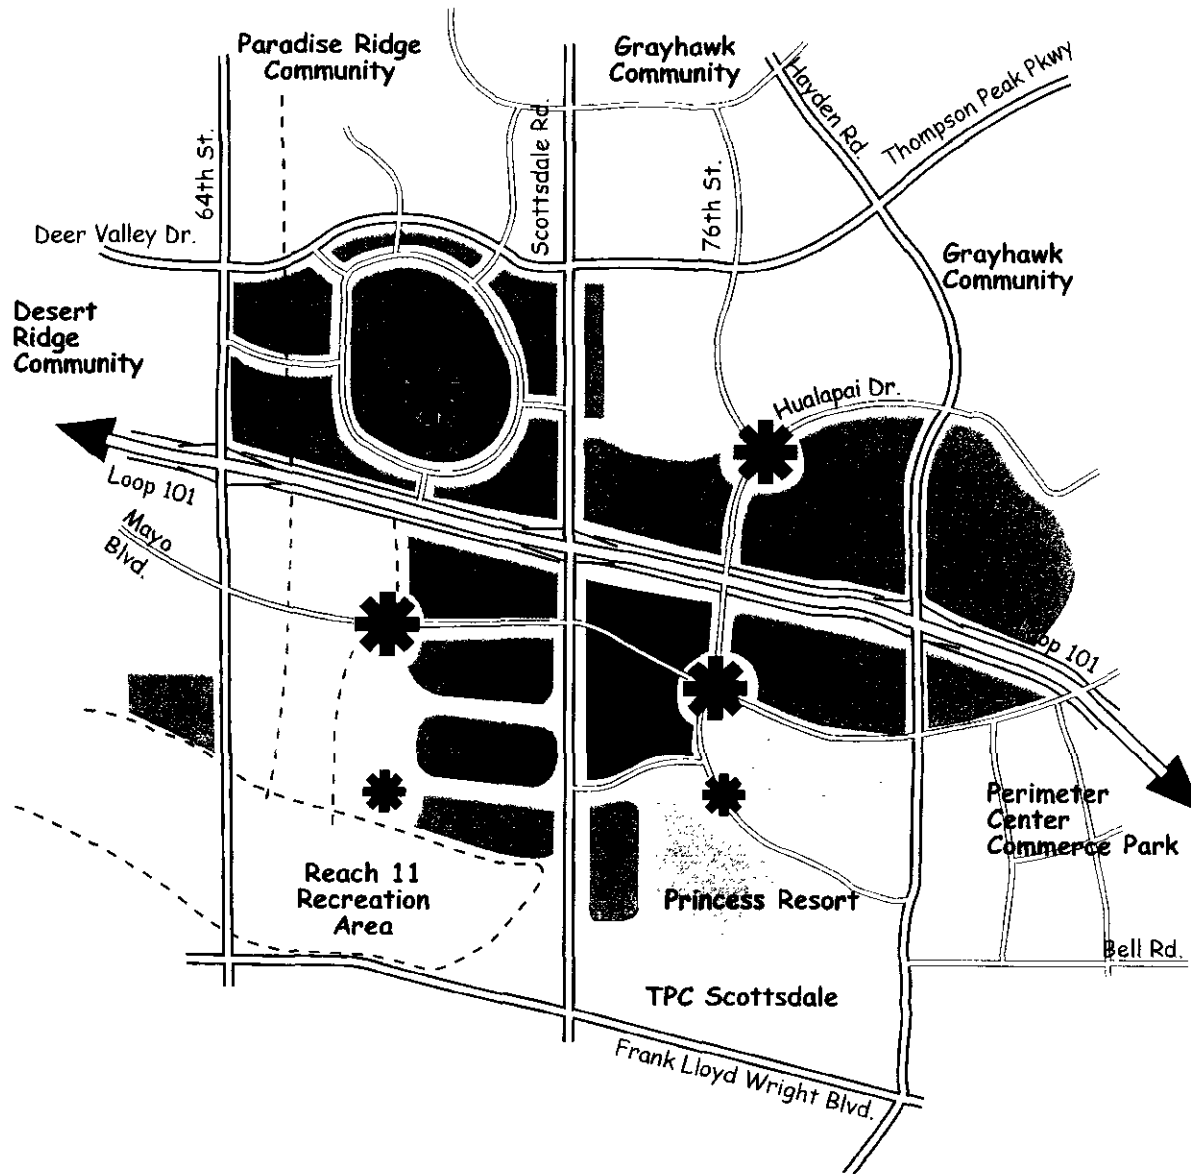 Paradise Ridge
Community
Grayhawk
Community
Hayden Rd.
Thompson Peak Pkwy
64th St.
Scottsdale Rd.
76th St.
Deer Valley Dr.
Grayhawk
Community
Desert
Ridge
Community
Hualapai Dr.
Loop 101
Mayo
Blvd.
oop 101
Perimeter
Center
Commerce Park
Reach 11
Recreation
Area
Princess Resort
Bell Rd.
TPC Scottsdale
Frank Lloyd Wright Blvd.